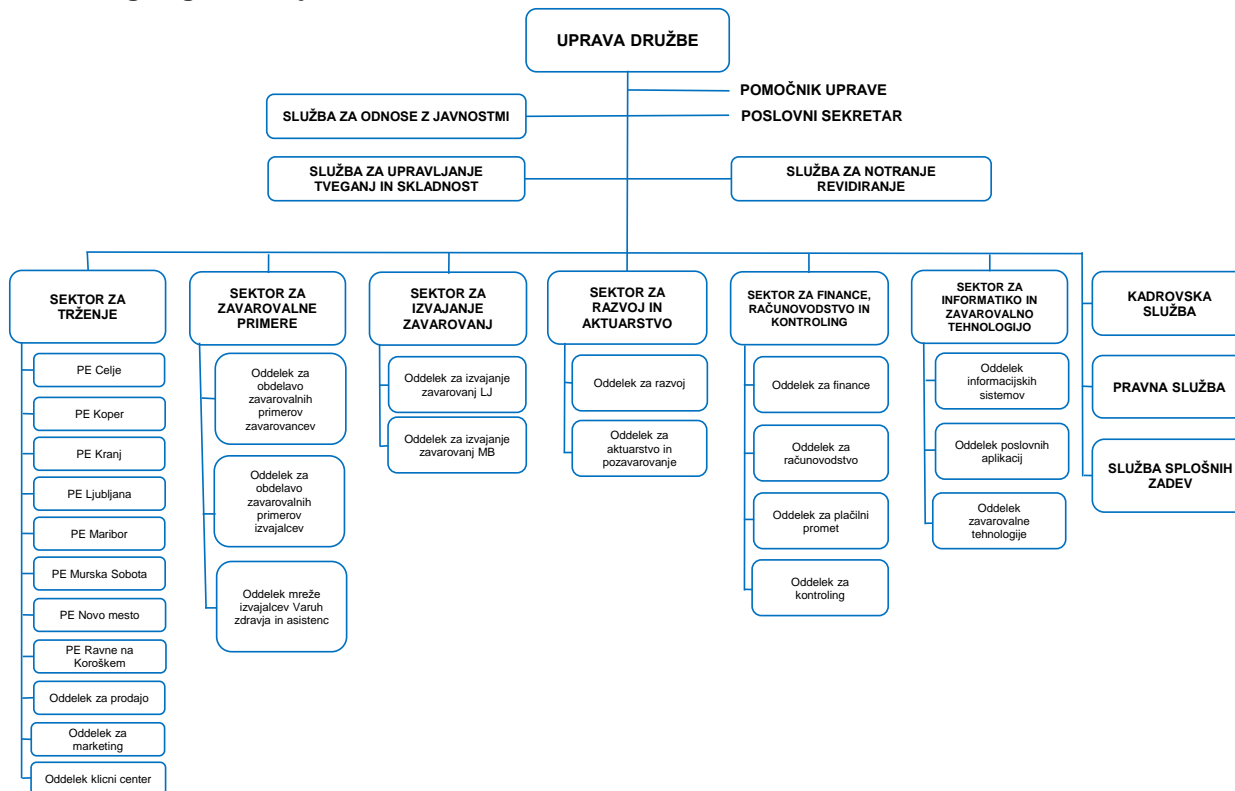 UPRAVA DRUŽBE
POMOČNIK UPRAVE
SLUŽBA ZA ODNOSE Z JAVNOSTMI
POSLOVNI SEKRETAR
SLUŽBA ZA UPRAVLJANJE
TVEGANJ IN SKLADNOST
SLUŽBA ZA NOTRANJE
REVIDIRANJE
SEKTOR ZA
TRŽENJE
PE Celje
PE Koper
PE Kranj
PE Ljubljana
PE Maribor
PE Murska Sobota
PE Novo mesto
PE Ravne na
Koroškem
Oddelek za prodajo
Oddelek za
marketing
Oddelek klicni center
SEKTOR ZA
ZAVAROVALNE
PRIMERE
Oddelek za
obdelavo
zavarovalnih
primerov
zavarovancev
Oddelek za
obdelavo
zavarovalnih
primerov
izvajalcev
Oddelek mreže
izvajalcev Varuh
zdravja in asistenc
SEKTOR ZA
IZVAJANJE
ZAVAROVANJ
Oddelek za izvajanje
zavarovanj LJ
Oddelek za izvajanje
zavarovanj MB
SEKTOR ZA
RAZVOJ IN
AKTUARSTVO
Oddelek za razvoj
Oddelek za
aktuarstvo in
pozavarovanje
SEKTOR ZA FINANCE,
RAČUNOVODSTVO IN
KONTROLING
Oddelek za finance
Oddelek za
računovodstvo
Oddelek za plačilni
promet
Oddelek za
kontroling
SEKTOR ZA
INFORMATIKO IN
ZAVAROVALNO
TEHNOLOGIJO
Oddelek
informacijskih
sistemov
Oddelek poslovnih
aplikacij
Oddelek
zavarovalne
tehnologije
KADROVSKA
SLUŽBA
PRAVNA SLUŽBA
SLUŽBA SPLOŠNIH
ZADEV